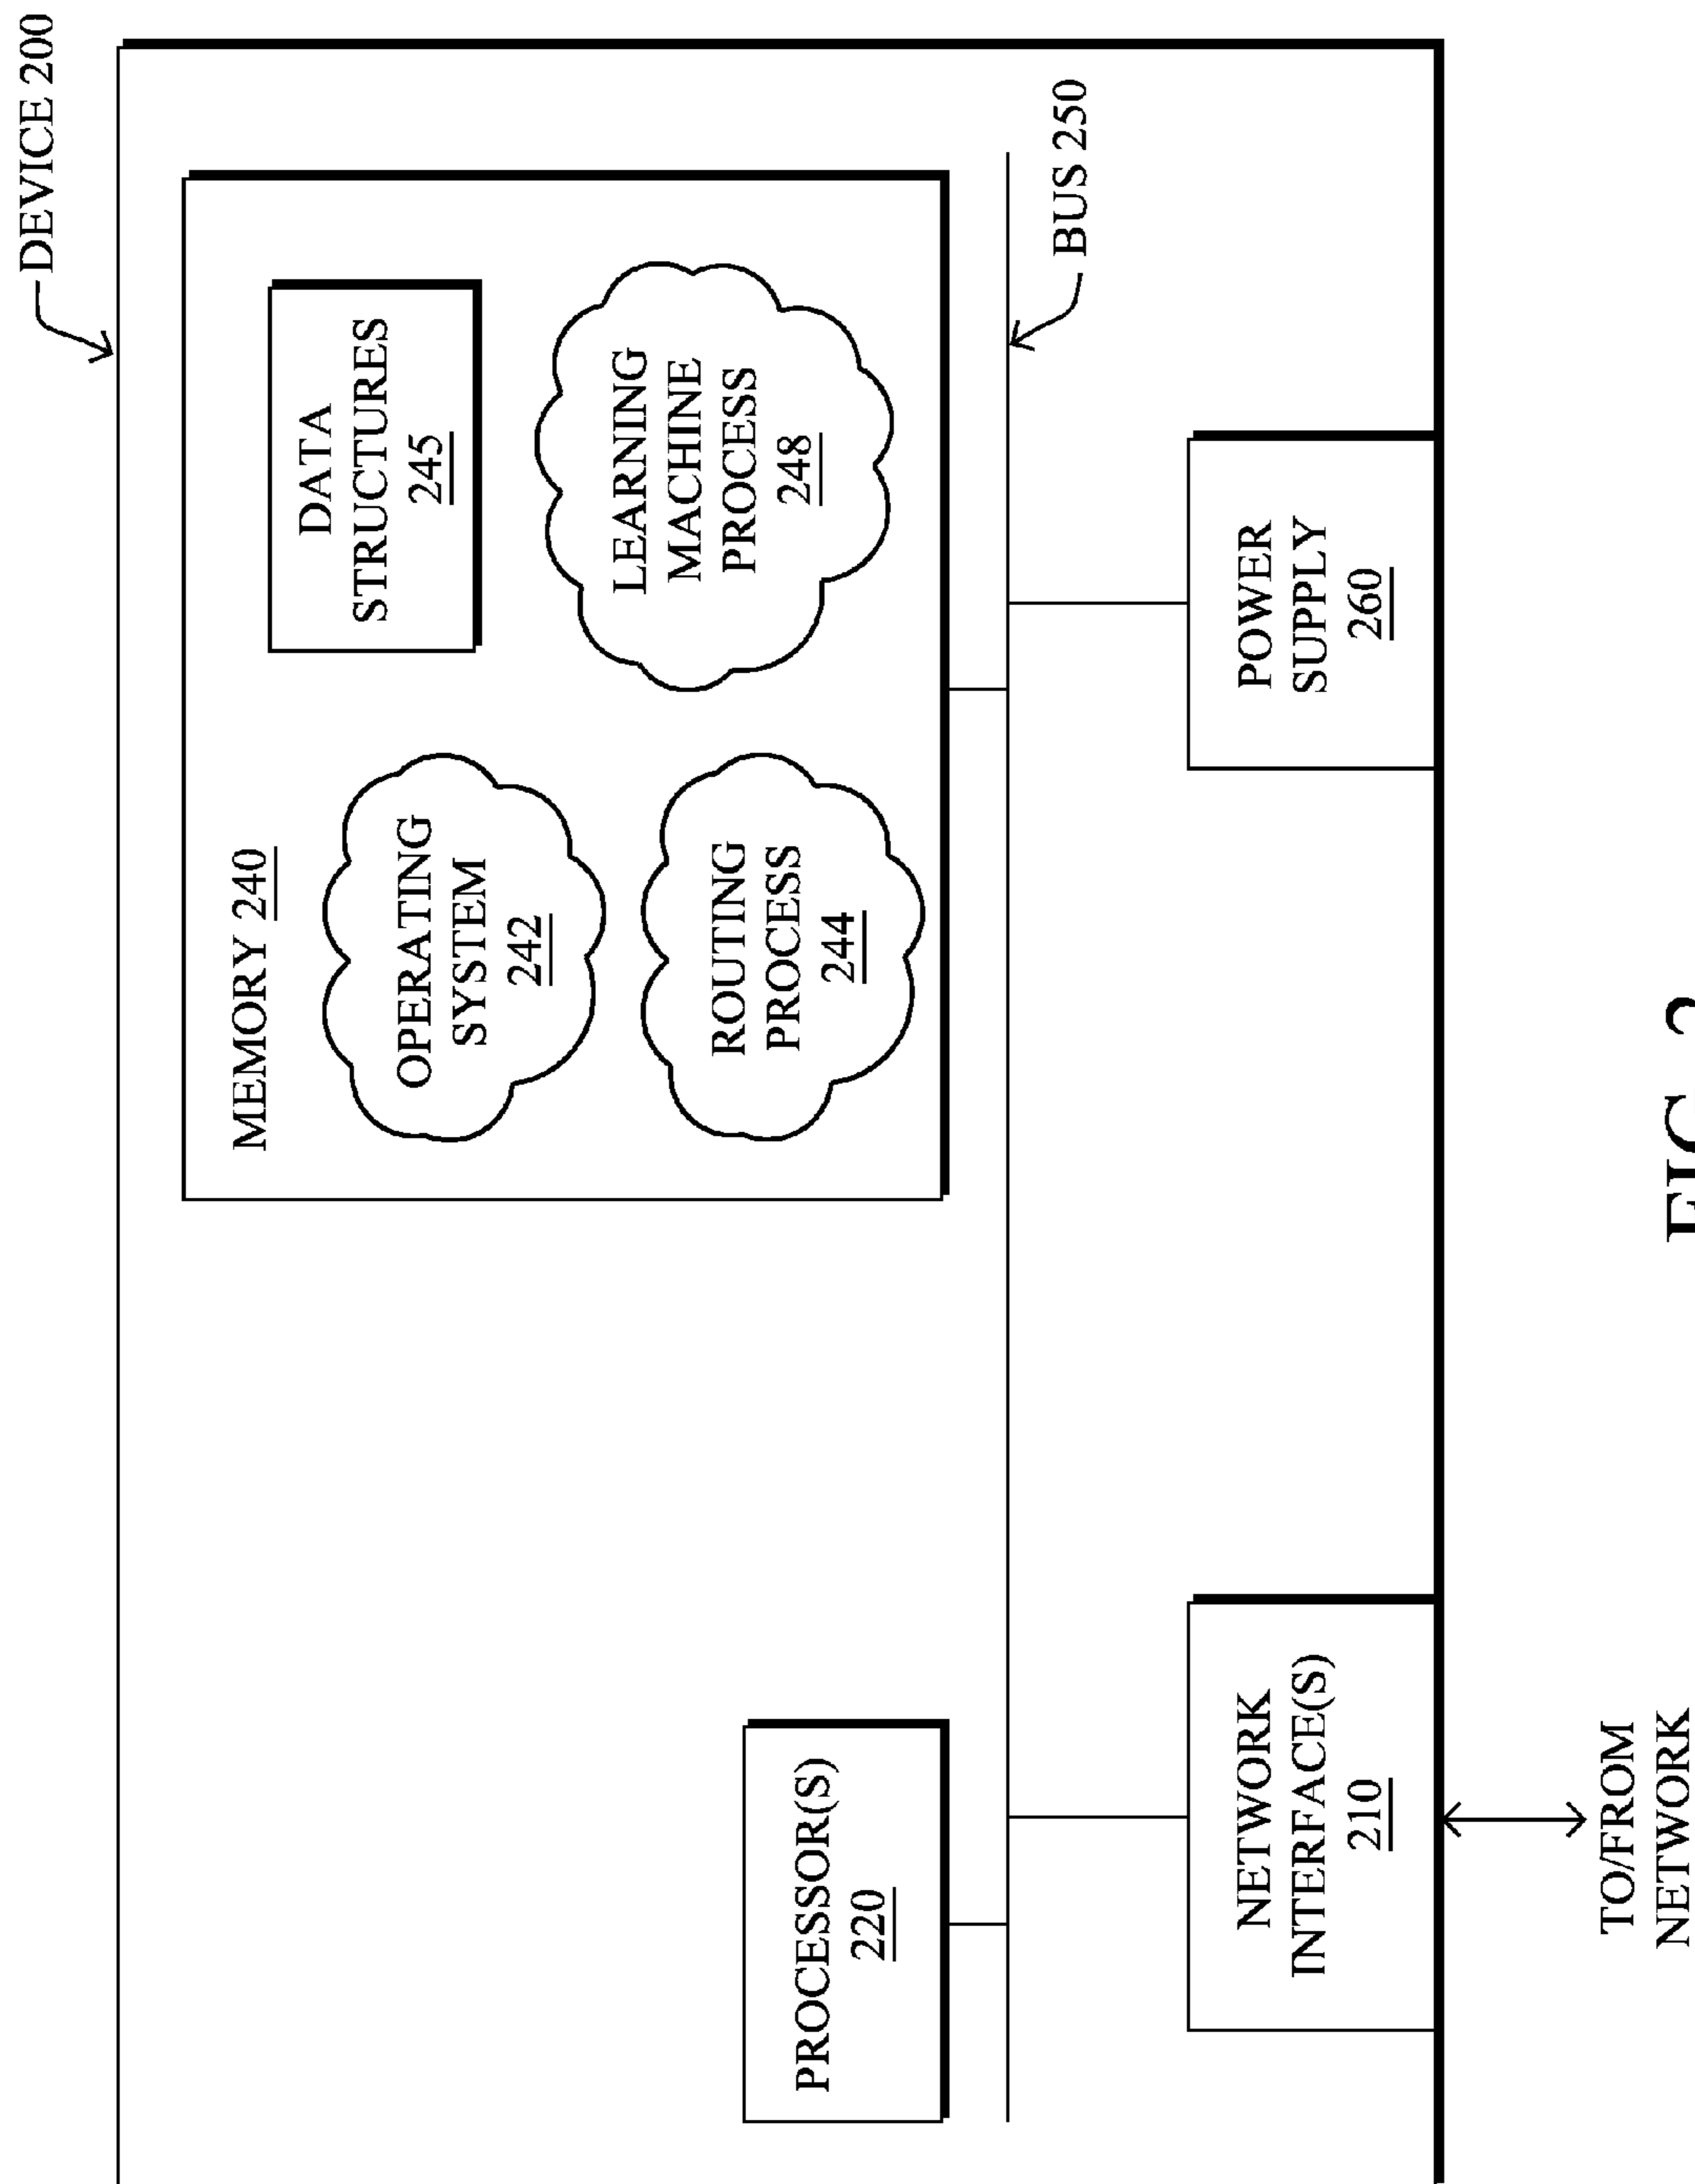 DEVICE 200
MEMORY 240
OPERATING
SYSTEM
242
DATA
STRUCTURES
245
ROUTING
PROCESS
244
LEARNING
MACHINE
PROCESS
248
PROCESSOR(S)
220
BUS 250
NETWORK
INTERFACE(S)
210
POWER
SUPPLY
260
TO/FROM
NETWORK
FIG